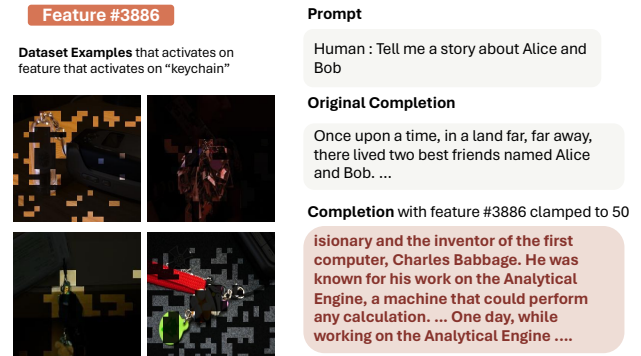 Feature #3886
Dataset Examples that activates on
feature that activates on “keychain”
Prompt
Human : Tell me a story about Alice and
Bob
Original Completion
Once upon a time, in a land far, far away,
there lived two best friends named Alice
and Bob. ...
Completion with feature #3886 clamped to 50
isionary and the inventor of the first
computer, Charles Babbage. He was
known for his work on the Analytical
Engine, a machine that could perform
any calculation. ... One day, while
working on the Analytical Engine ....